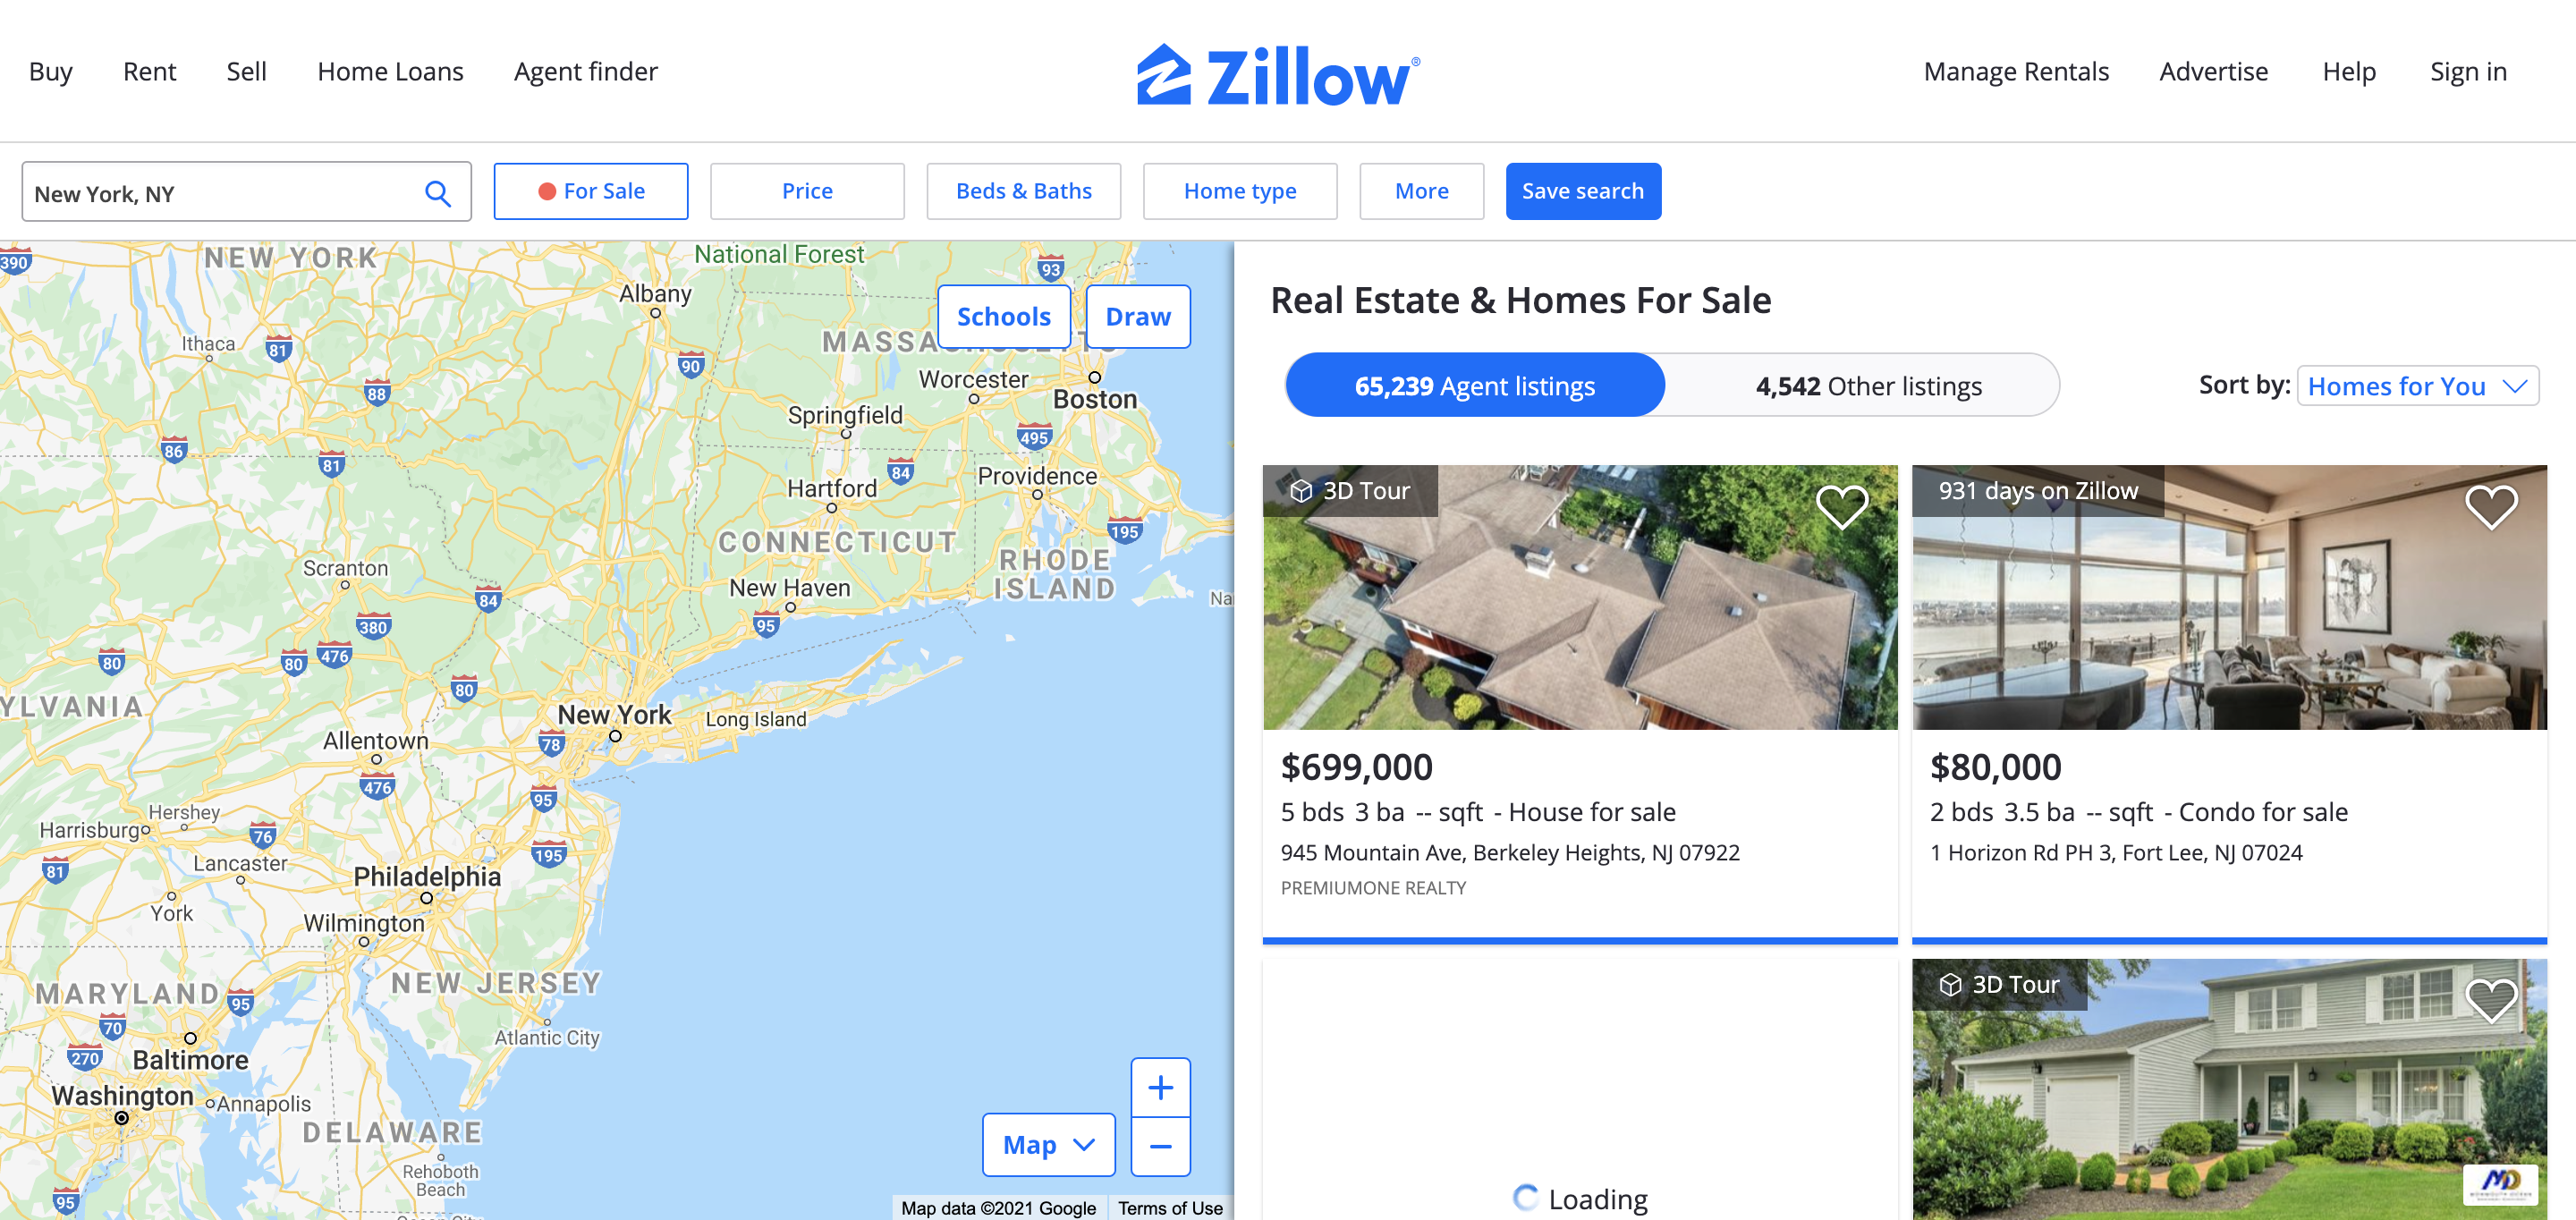 Buy Rent Sell Home Loans Agent finder
Zillow®
Manage Rentals Advertise Help Sign in
New York, NY
For Sale
Price
Beds & Baths
Home type
More
Save search
390
NEW YORK
National Forest
93
Albany
Schools
Draw
Ithaca
81
90
88
Worcester
Boston
Springfield
495
86
81
84
Providence
Hartford
195
CONNECTICUT
RHODE
ISLAND
Scranton
New Haven
84
95
380
476
80
80
80
YLVANIA
New York
Long Island
Allentown
78
476
95
Hershey
Harrisburg
76
195
Lancaster
81
Philadelphia
York
Wilmington
NEW JERSEY
MARYLAND
95
70
Atlantic City
270
Baltimore
Washington
Annapolis
DELAWARE
Rehoboth
Beach
95
+
Map
−
Map data ©2021 Google
Terms of Use
Real Estate & Homes For Sale
65,239 Agent listings
4,542 Other listings
Sort by: Homes for You
3D Tour
$699,000
5 bds 3 ba -- sqft - House for sale
945 Mountain Ave, Berkeley Heights, NJ 07922
PREMIUMONE REALTY
931 days on Zillow
$80,000
2 bds 3.5 ba -- sqft - Condo for sale
1 Horizon Rd PH 3, Fort Lee, NJ 07024
Loading
3D Tour